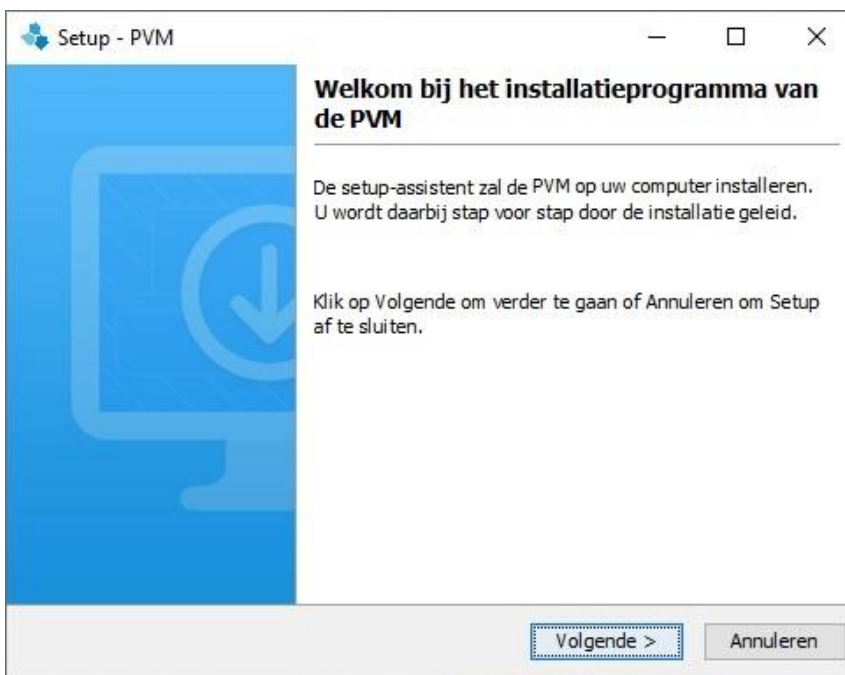 Setup - PVM
Welkom bij het installatieprogramma van
de PVM
De setup-assistent zal de PVM op uw computer installeren.
U wordt daarbij stap voor stap door de installatie geleid.
Klik op Volgende om verder te gaan of Annuleren om Setup
af te sluiten.
Volgende >
Annuleren